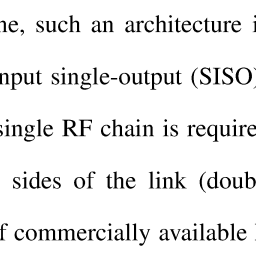 ne, such an architecture i
nput single-output (SISO)
single RF chain is require
sides of the link (doub
f commercially available